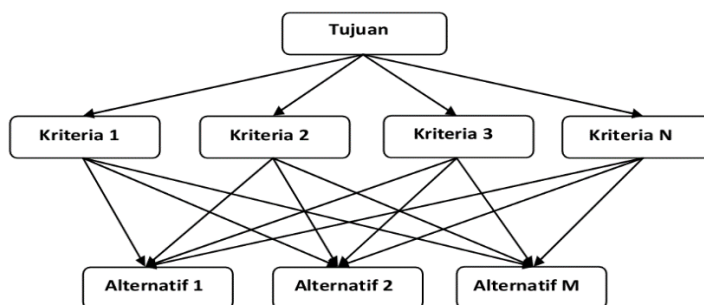 Tujuan
Kriteria 1
Kriteria 2
Kriteria 3
Kriteria N
Alternatif 1
Alternatif 2
Alternatif M